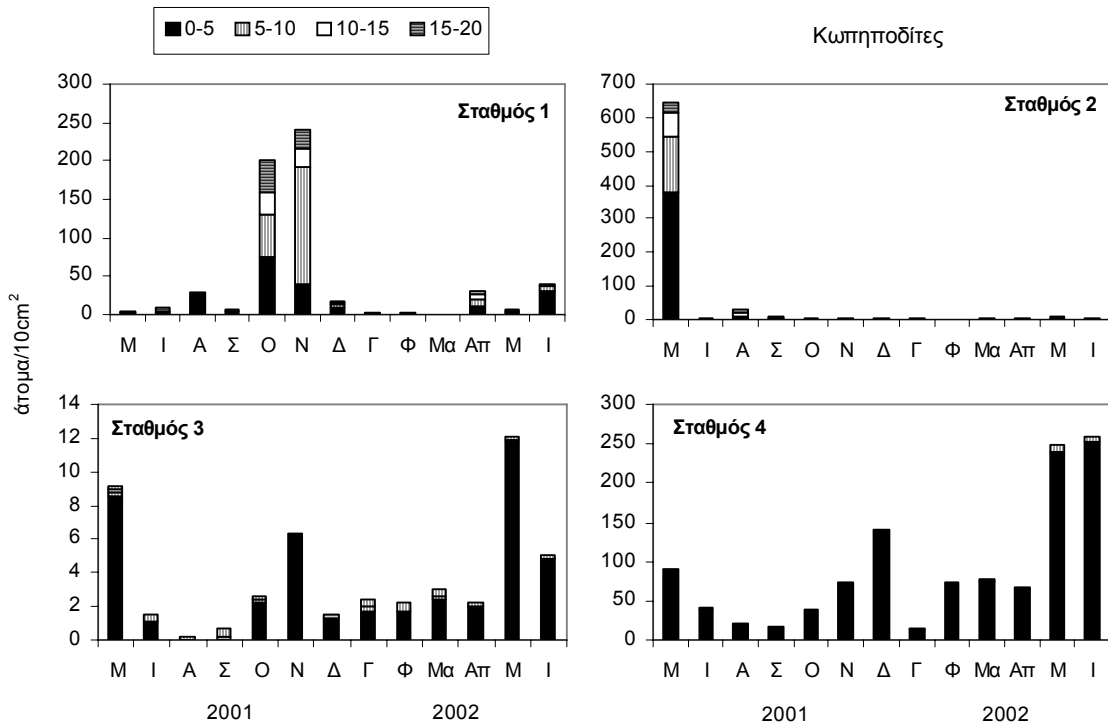 0-5 5-10 10-15 15-20
Κωπηποδίτες
άτομα/10cm²
Σταθμός 1
300
250
200
150
100
50
0
Μ Ι Α Σ Ο Ν Δ Γ Φ Μα Απ Μ Ι
Σταθμός 2
700
600
500
400
300
200
100
0
Μ Ι Α Σ Ο Ν Δ Γ Φ Μα Απ Μ Ι
Σταθμός 3
14
12
10
8
6
4
2
0
Μ Ι Α Σ Ο Ν Δ Γ Φ Μα Απ Μ Ι
2001 2002
Σταθμός 4
300
250
200
150
100
50
0
Μ Ι Α Σ Ο Ν Δ Γ Φ Μα Απ Μ Ι
2001 2002